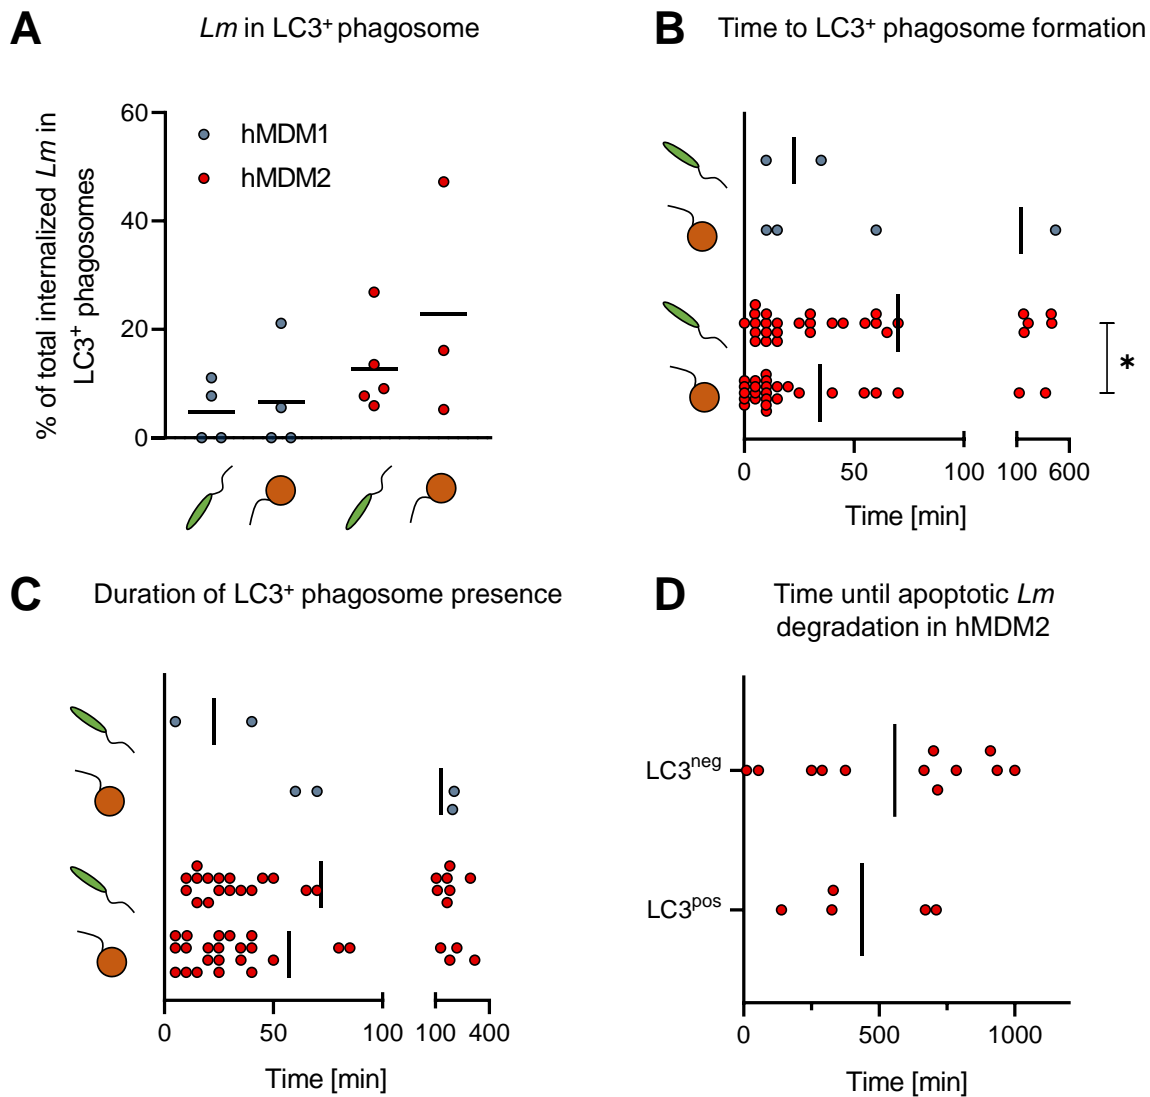 A
Lm in LC3⁺ phagosome
% of total internalized Lm in
LC3⁺ phagosomes
60
40
20
0
hMDM1
hMDM2
B
Time to LC3⁺ phagosome formation
*
0
50
100
100
600
Time [min]
C
Duration of LC3⁺ phagosome presence
0
50
100
100
400
Time [min]
D
Time until apoptotic Lm
degradation in hMDM2
LC3ⁿᵉᵍ
LC3ᵖᵒˢ
0
500
1000
Time [min]